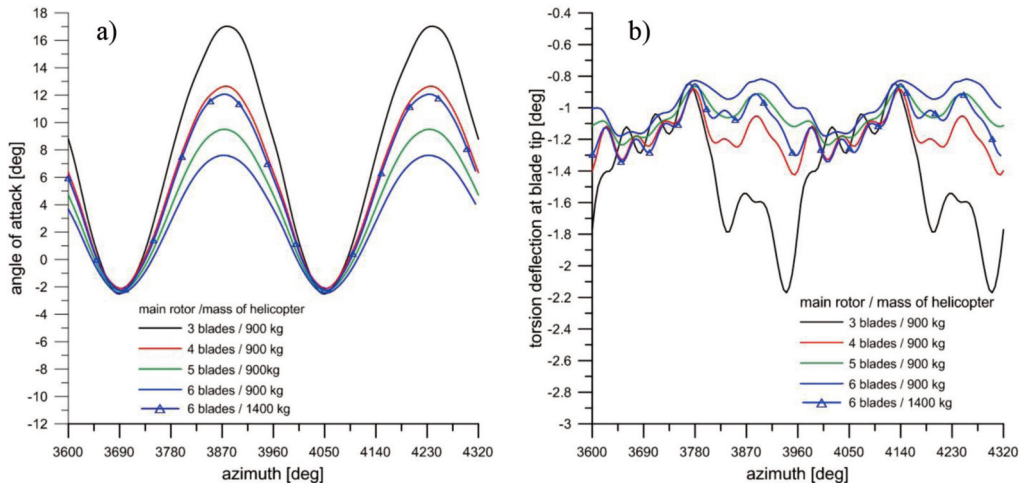 a)
angle of attack [deg]
18
16
14
12
10
8
6
4
2
0
-2
-4
-6
-8
-10
-12
main rotor /mass of helicopter
3 blades / 900 kg
4 blades / 900 kg
5 blades / 900kg
6 blades / 900 kg
6 blades / 1400 kg
3600 3690 3780 3870 3960 4050 4140 4230 4320
azimuth [deg]
b)
torsion deflection at blade tip [deg]
-0.4
-0.6
-0.8
-1
-1.2
-1.4
-1.6
-1.8
-2
-2.2
-2.4
-2.6
-2.8
-3
main rotor / mass of helicopter
3 blades / 900 kg
4 blades / 900 kg
5 blades / 900 kg
6 blades / 900 kg
6 blades / 1400 kg
3600 3690 3780 3870 3960 4050 4140 4230 4320
azimuth [deg]